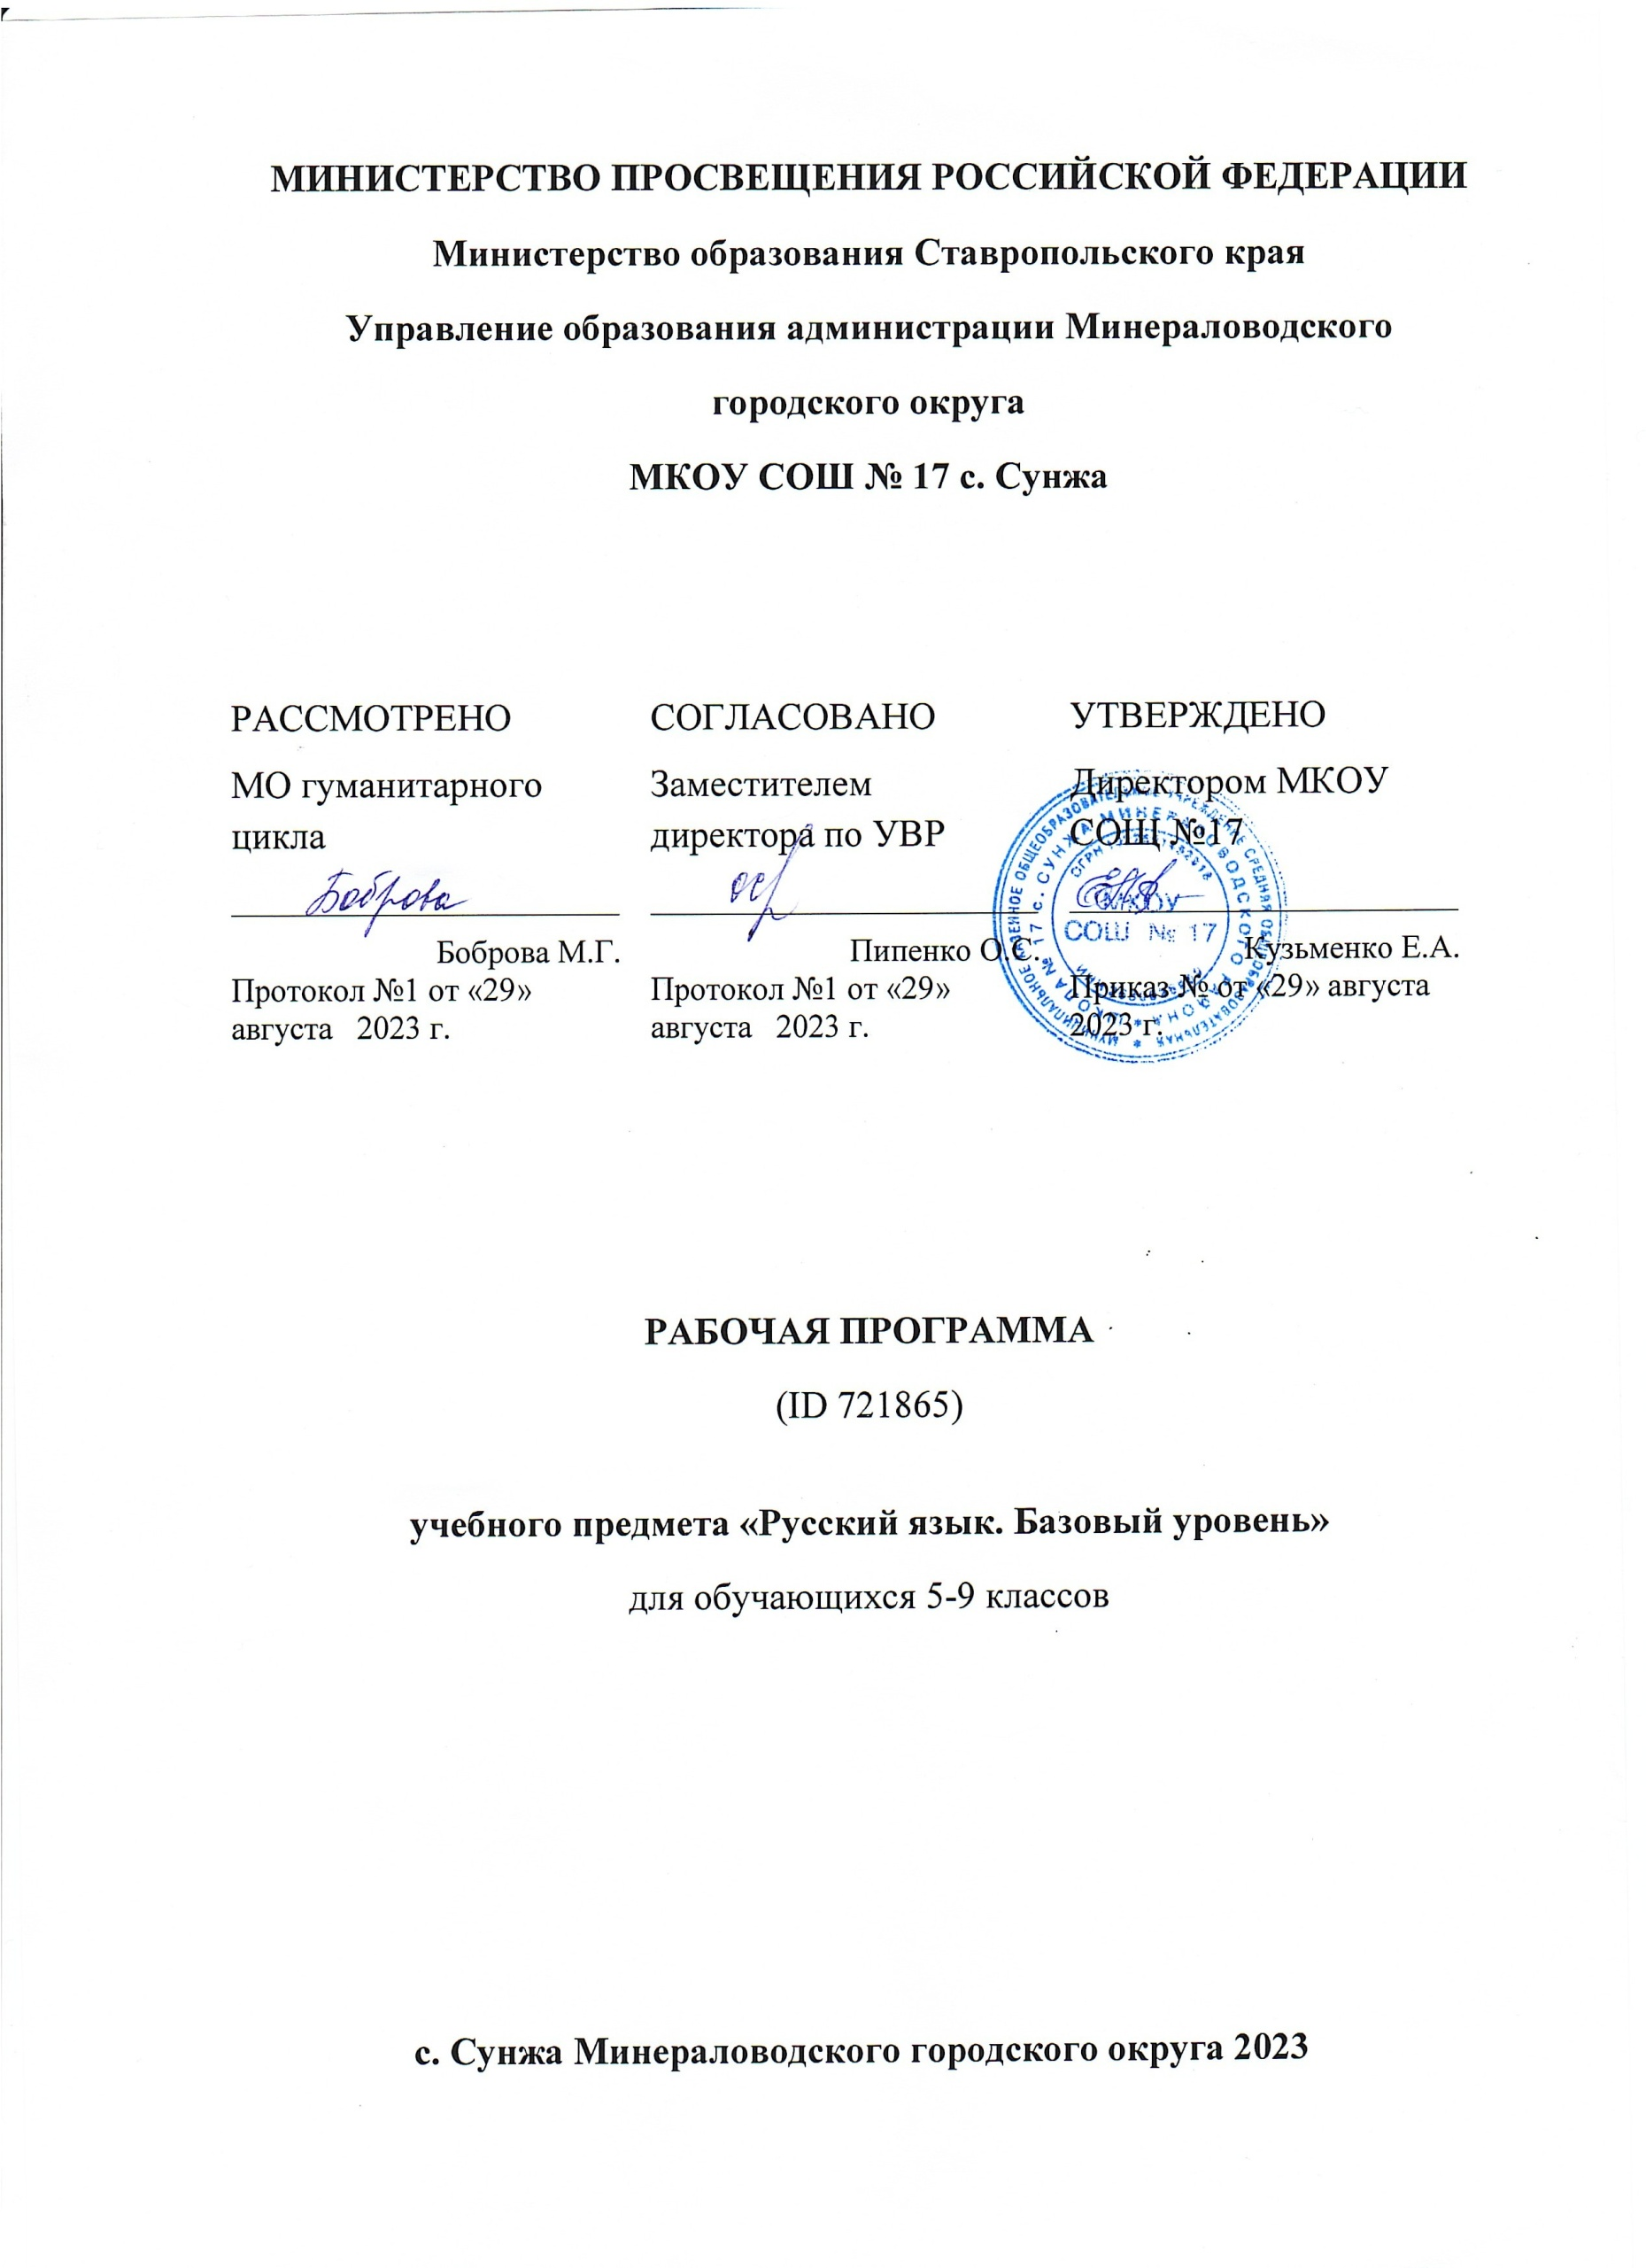 МИНИСТЕРСТВО ПРОСВЕЩЕНИЯ РОССИЙСКОЙ ФЕДЕРАЦИИ
Министерство образования Ставропольского края
Управление образования администрации Минераловодского
городского округа
МКОУ СОШ № 17 с. Сунжа
РАССМОТРЕНО
МО гуманитарного
цикла
Боброва
Боброва М.Г.
Протокол №1 от «29»
августа 2023 г.
СОГЛАСОВАНО
Заместителем
директора по УВР
Пипенко О.С.
Протокол №1 от «29»
августа 2023 г.
УТВЕРЖДЕНО
Директором МКОУ
СОЩ №17
Кузьменко Е.А.
Приказ № от «29» августа
2023 г.
МКОУ
СОШ № 17
РАБОЧАЯ ПРОГРАММА
(ID 721865)
учебного предмета «Русский язык. Базовый уровень»
для обучающихся 5-9 классов
с. Сунжа Минераловодского городского округа 2023